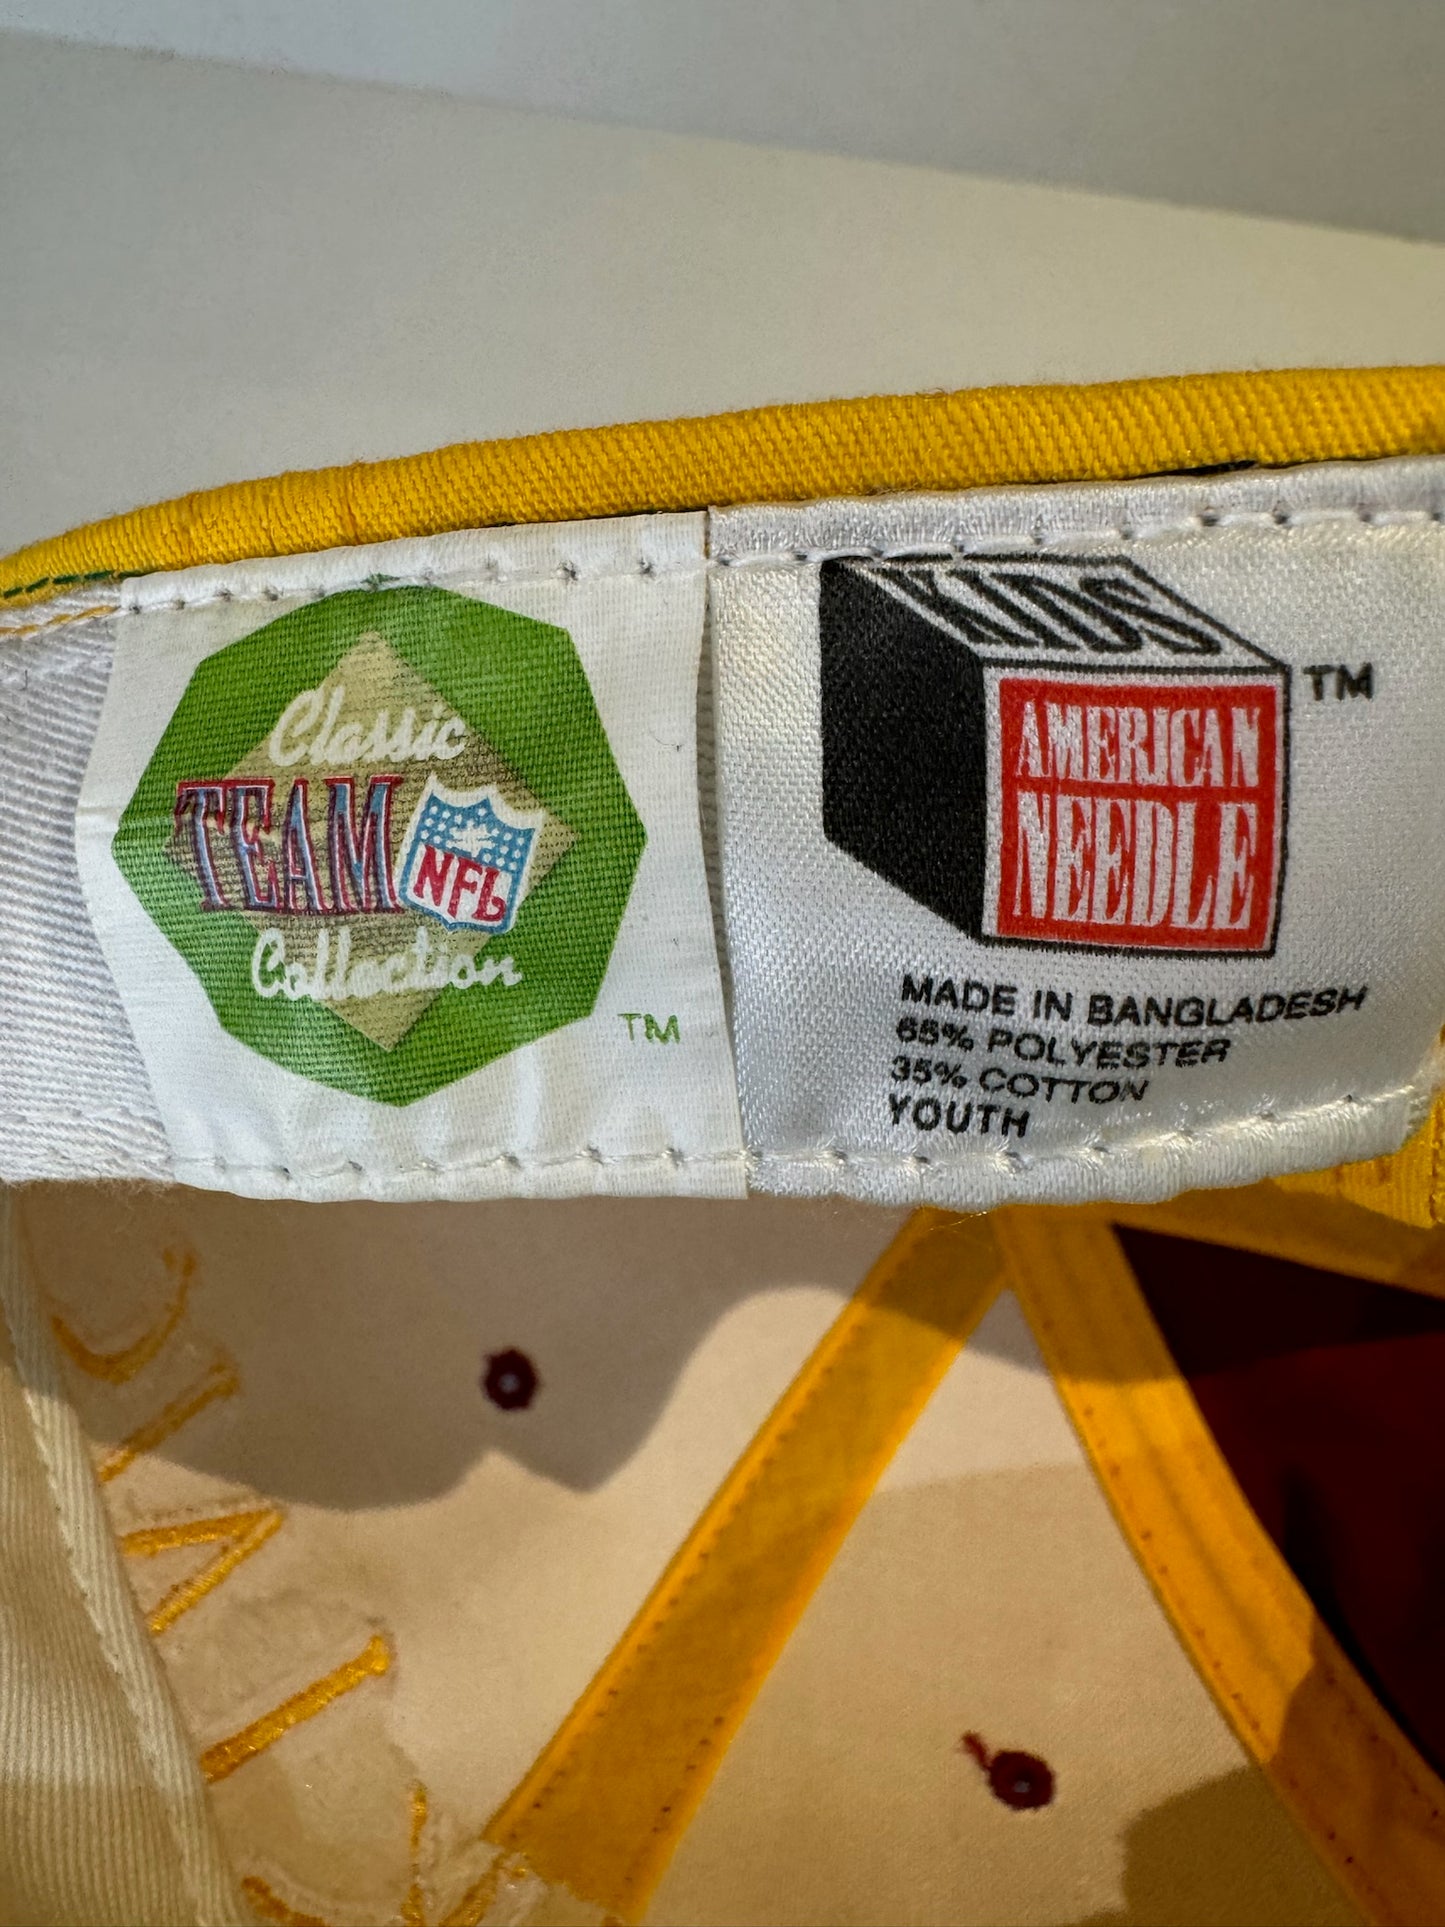 Classic
TEAM NFL
Collection
TM
KIDS
AMERICAN
NEEDLE
TM
MADE IN BANGLADESH
65% POLYESTER
35% COTTON
YOUTH